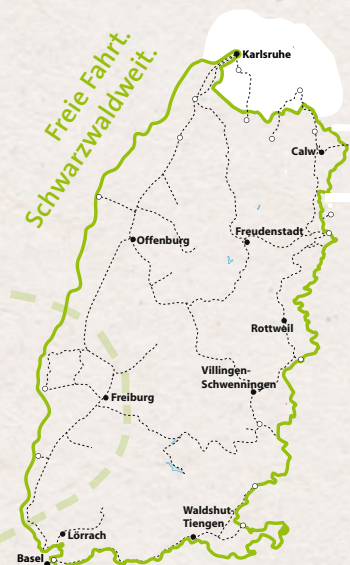 Freie Fahrt.
Schwarzwaldweit.
Karlsruhe
Calw
Offenburg
Freudenstadt
Rottweil
Villingen-
Schwenningen
Freiburg
Waldshut-
Tiengen
Lörrach
Basel